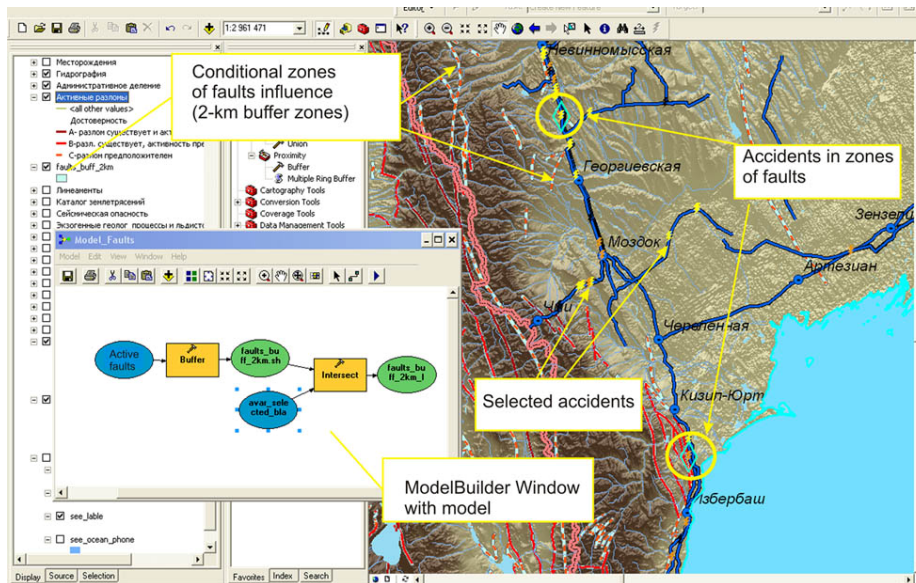 Editor
1:2 961 471
Месторождения
Гидрография
Административное деление
Активные разломы
<all other values>
Достоверность
А- разлом существует и акт
В-разл. существует, активность пре
С-разлом предположителен
faults_buff_2km
Линеаменты
Каталог землетрясений
Сейсмическая опасность
Экзогенные геолог. процессы и льдисто
see_lable
see_ocean_phone
Display Source Selection
Union
Proximity
Buffer
Multiple Ring Buffer
Cartography Tools
Conversion Tools
Coverage Tools
Data Management Tools
Favorites Index Search
Conditional zones
of faults influence
(2-km buffer zones)
Accidents in zones
of faults
Selected accidents
ModelBuilder Window
with model
Model_Faults
Model Edit View Window Help
Active
faults
Buffer
faults_bu
ff_2km.sh
avar_sele
cted_bla
Intersect
faults_bu
ff_2km_I
Невинномысская
Георгиевская
Моздок
Зензели
Артезиан
Червленная
Кизил-Юрт
Ізбербаш